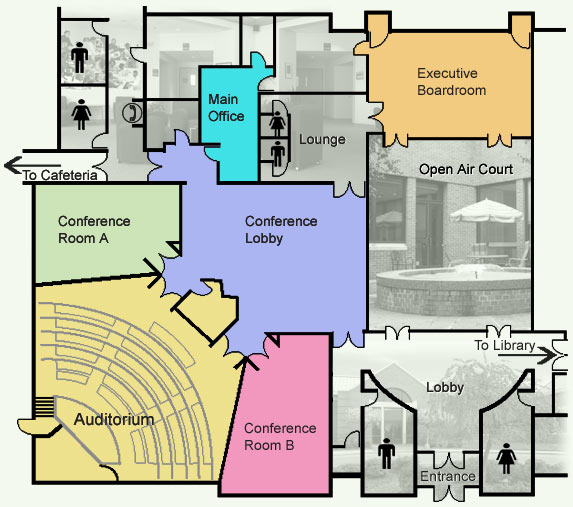 Executive
Boardroom
Main
Office
Lounge
Open Air Court
To Cafeteria
Conference
Room A
Conference
Lobby
To Library
Lobby
Auditorium
Conference
Room B
Entrance